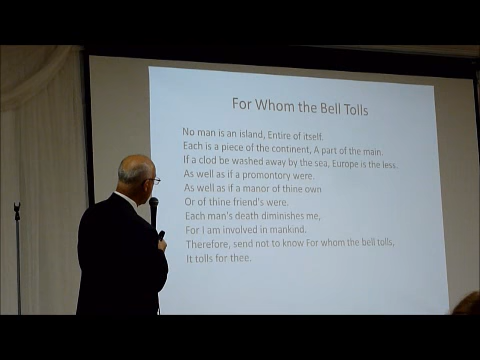 For Whom the Bell Tolls
No man is an island, Entire of itself.
Each is a piece of the continent, A part of the main.
If a clod be washed away by the sea, Europe is the less.
As well as if a promontory were.
As well as if a manor of thine own
Or of thine friend's were.
Each man's death diminishes me,
For I am involved in mankind.
Therefore, send not to know For whom the bell tolls,
It tolls for thee.